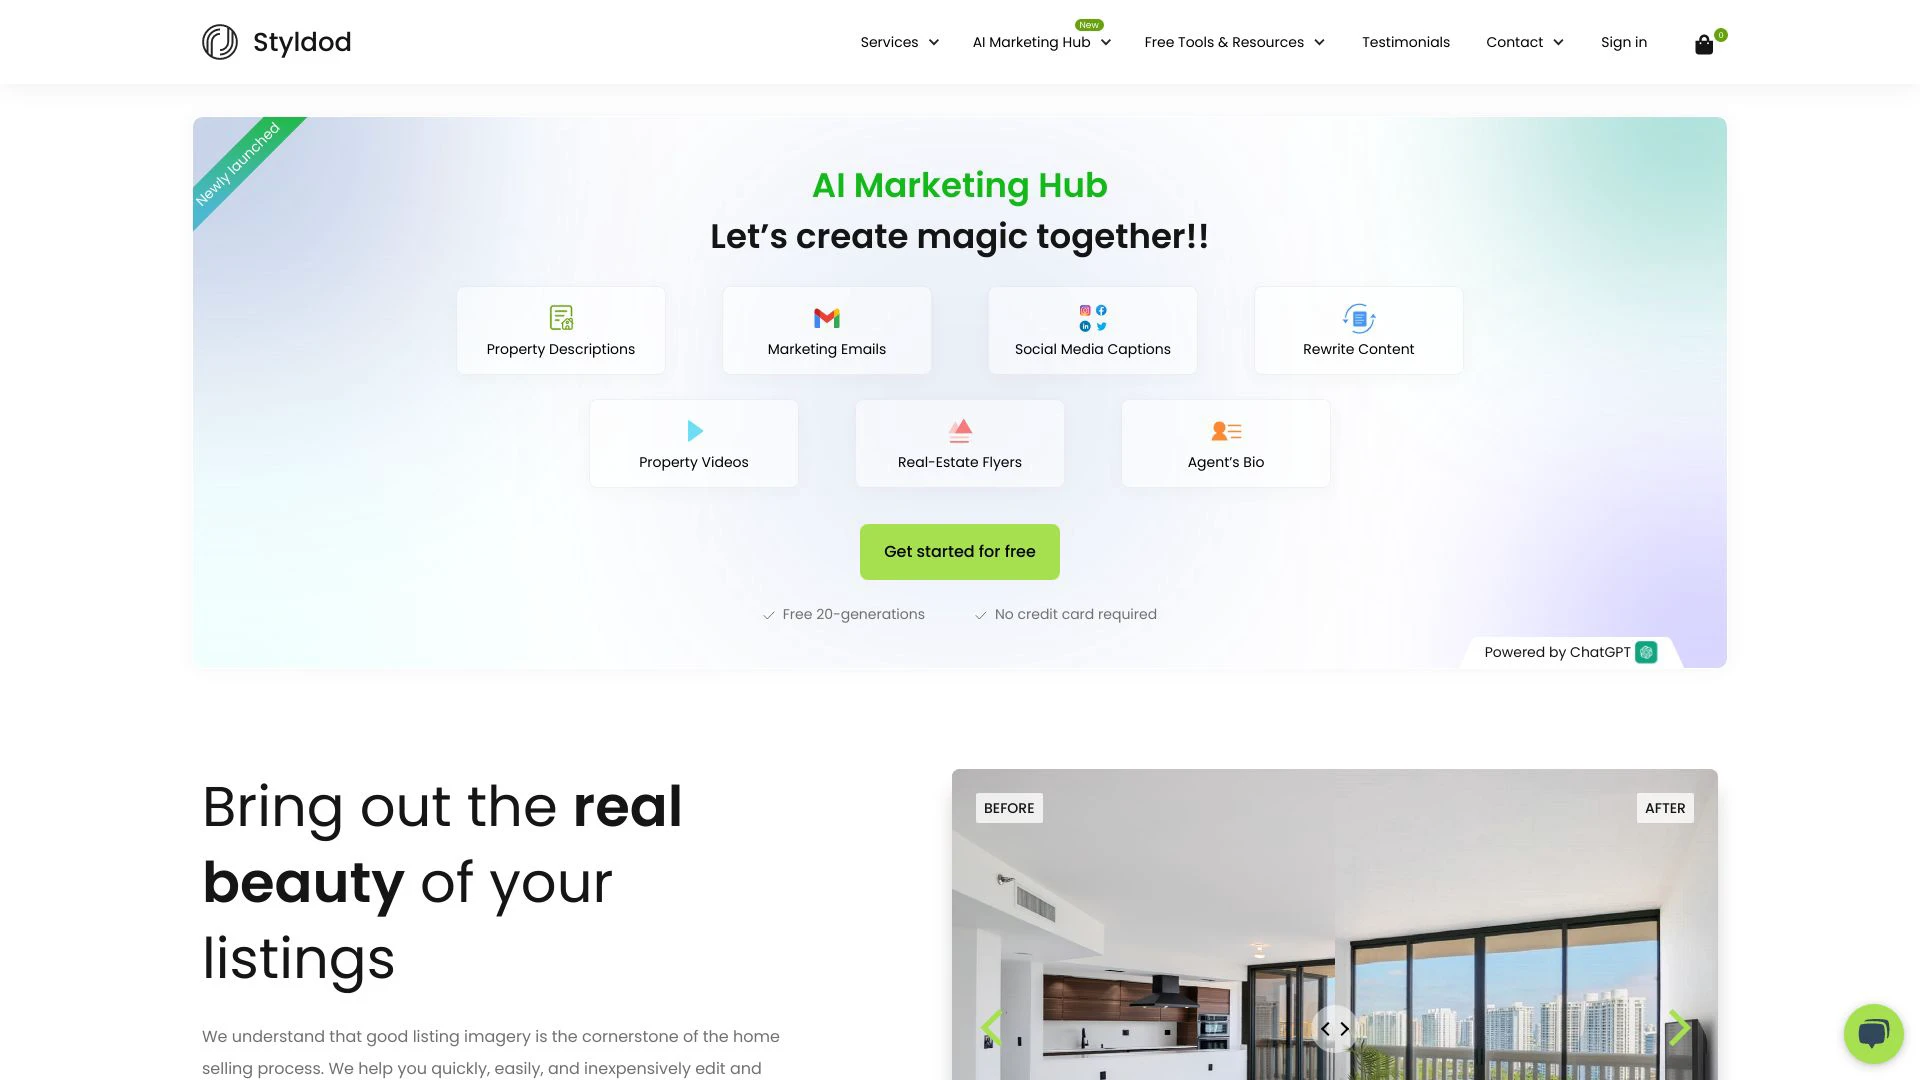 Styldod
Services
AI Marketing Hub
New
Free Tools & Resources
Testimonials
Contact
Sign in
0
Newly launched
AI Marketing Hub
Let’s create magic together!!
Property Descriptions
Marketing Emails
Social Media Captions
Rewrite Content
Property Videos
Real-Estate Flyers
Agent’s Bio
Get started for free
Free 20-generations
No credit card required
Powered by ChatGPT
Bring out the real
beauty of your
listings
We understand that good listing imagery is the cornerstone of the home
selling process. We help you quickly, easily, and inexpensively edit and
BEFORE
AFTER